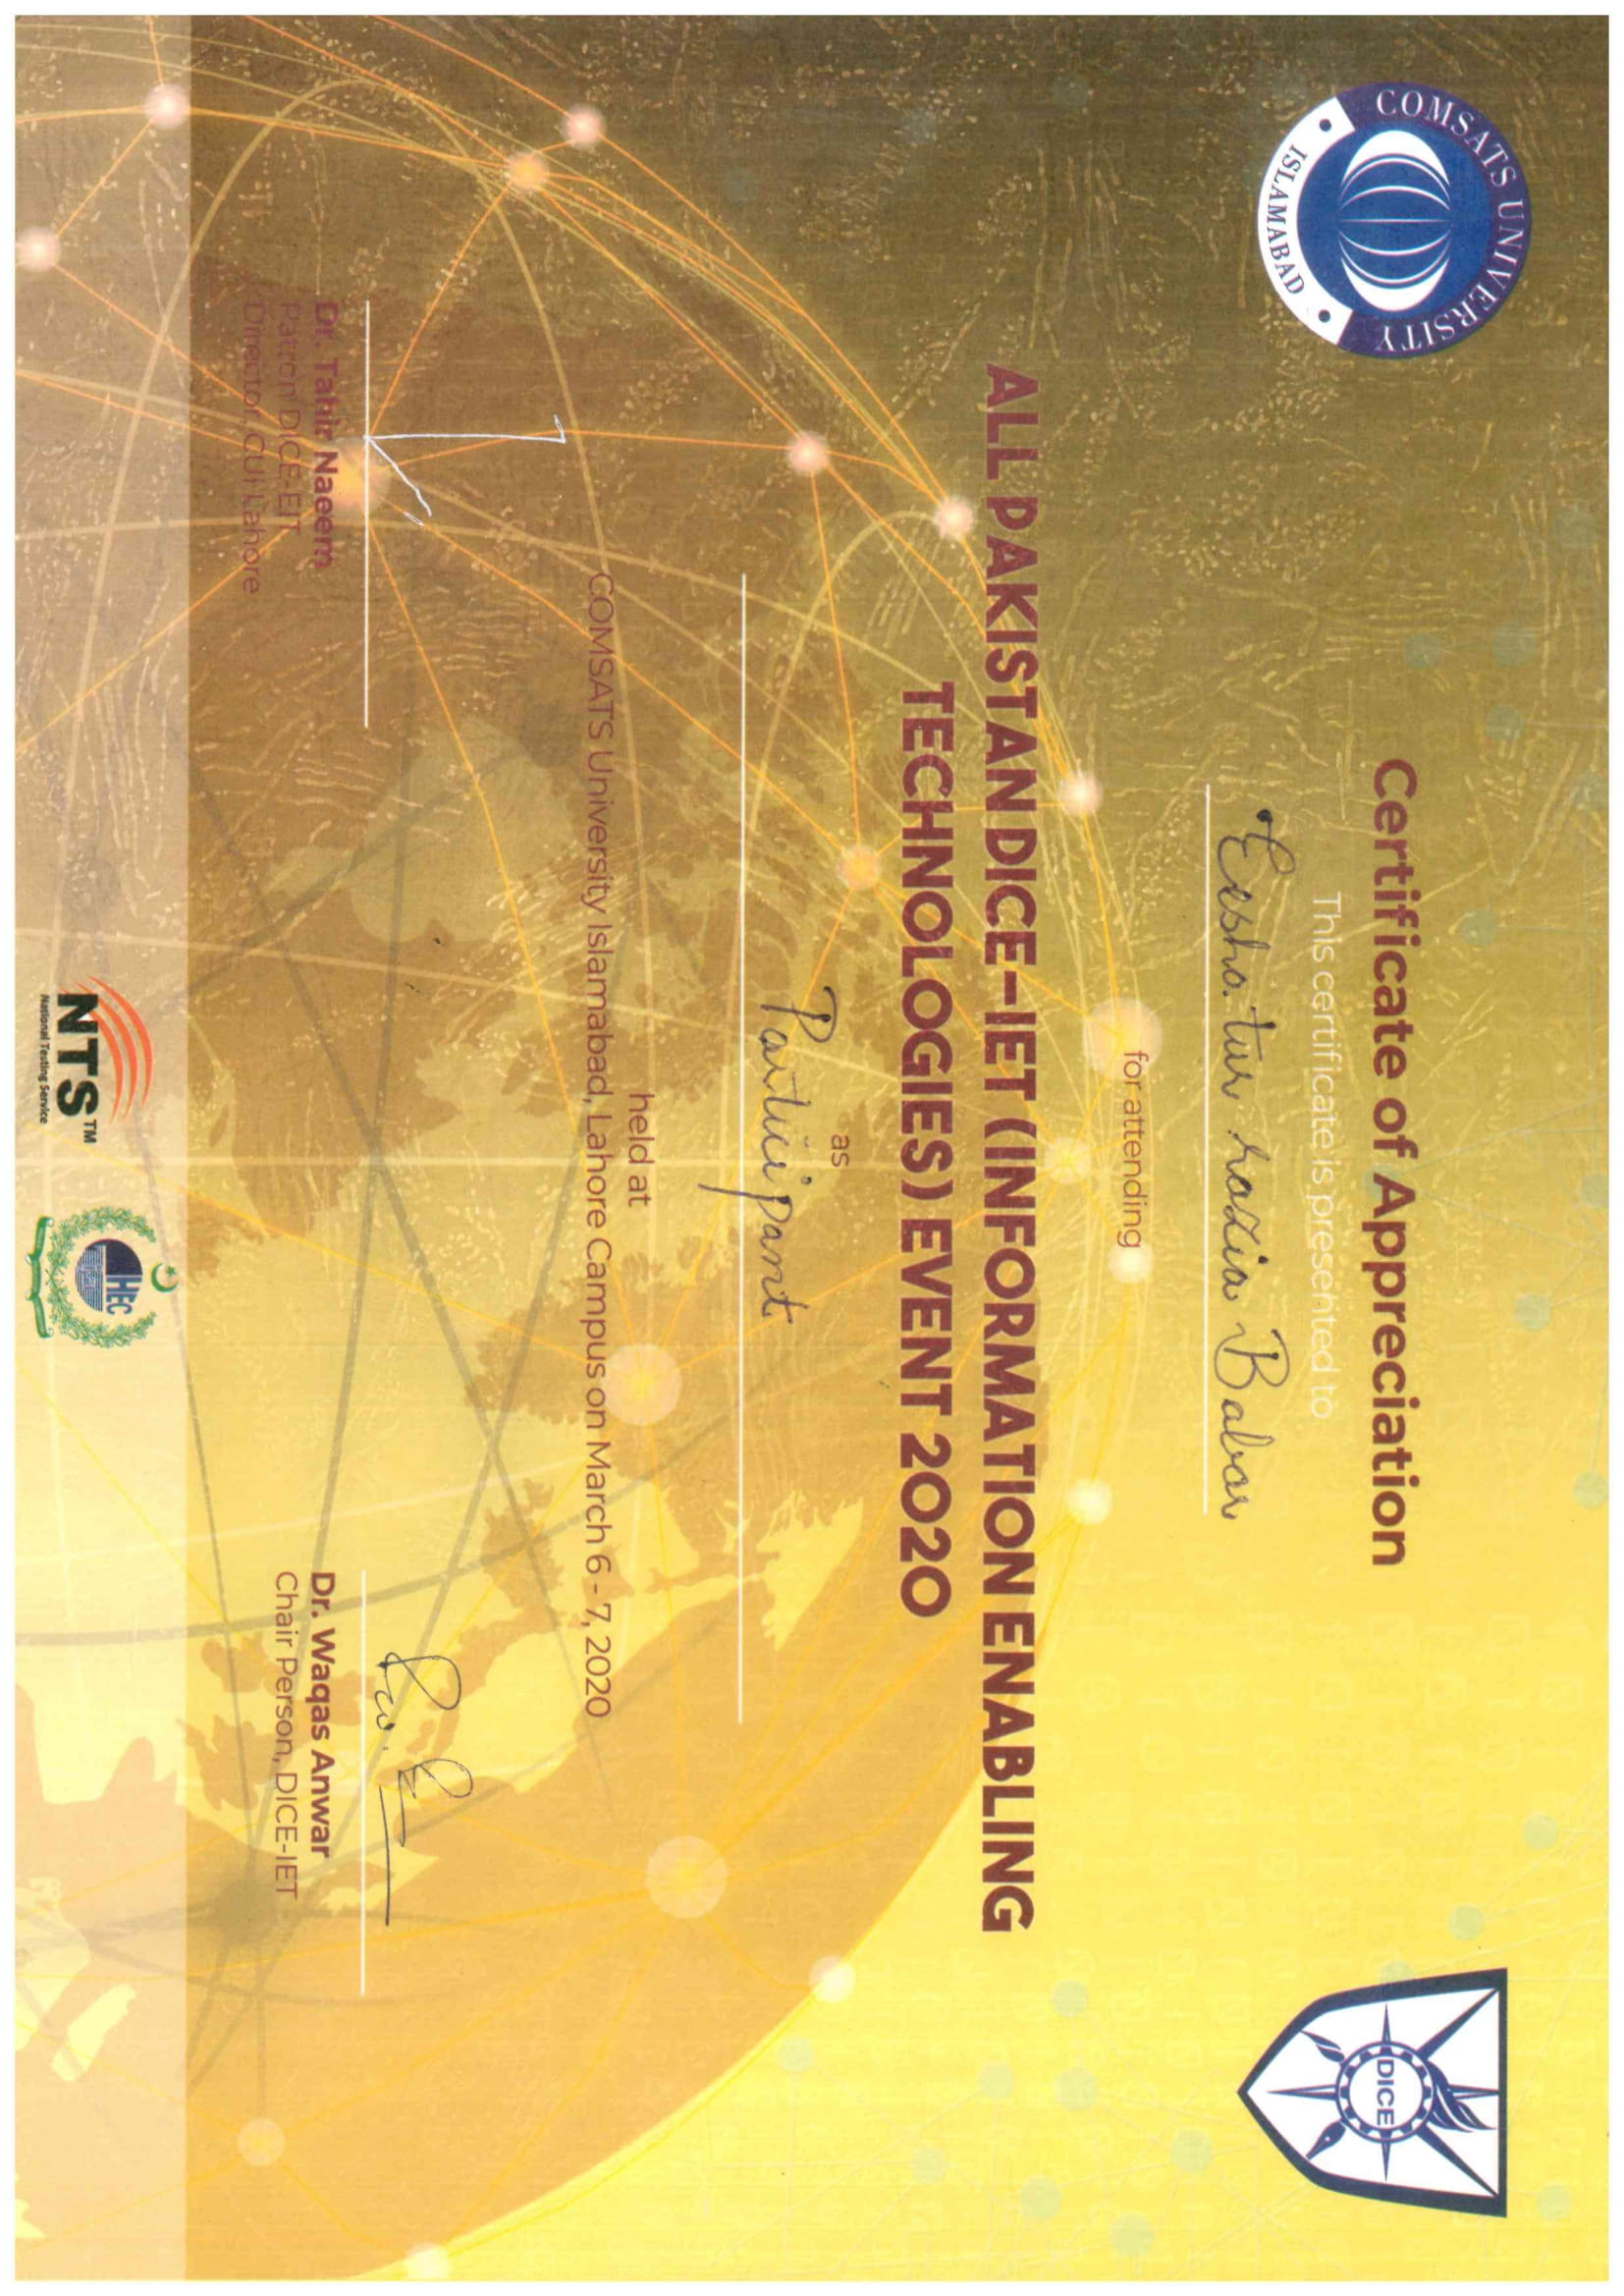 COMSATS UNIVERSITY
ISLAMABAD
DICE
Certificate of Appreciation
This certificate is presented to
Eesha tur razia Babar
for attending
ALL PAKISTAN DICE-IET (INFORMATION ENABLING
TECHNOLOGIES) EVENT 2020
as
Participant
held at
COMSATS University Islamabad, Lahore Campus on March 6 - 7, 2020
Dr. Tahir Naeem
Patron DICE-EIT
Director, CUI Lahore
Dr. Waqas Anwar
Chair Person, DICE-IET
NTS™
National Testing Service
HEC